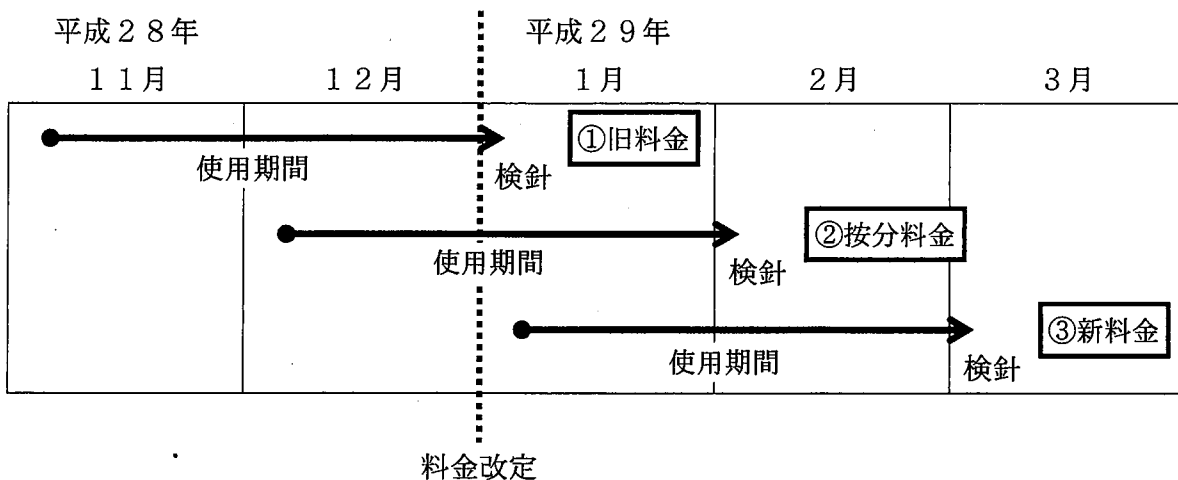 平成２８年 平成２９年
１１月 １２月 １月 ２月 ３月
①旧料金
使用期間 検針
②按分料金
使用期間 検針
③新料金
使用期間 検針
料金改定